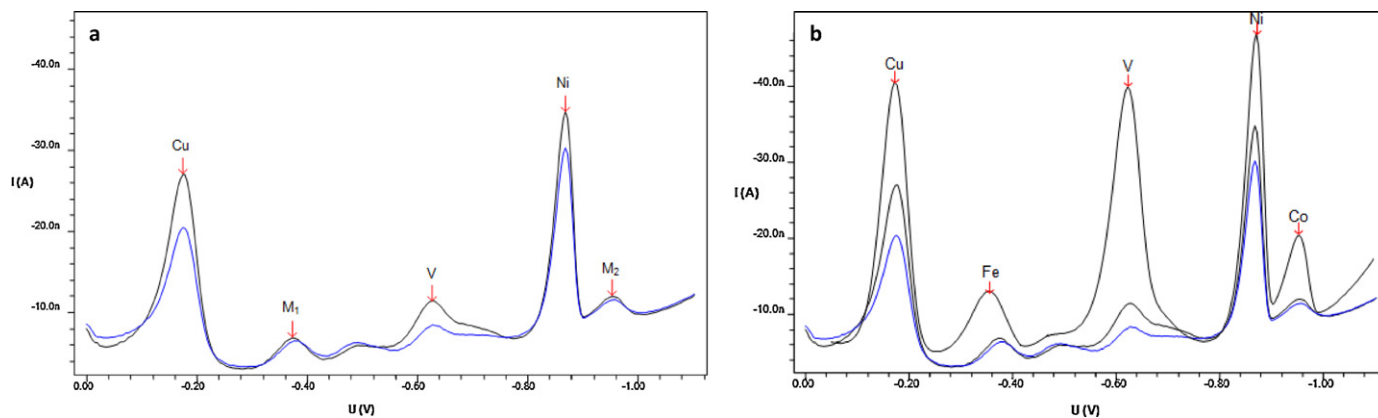 a
Cu
M₁
V
Ni
M₂
-40.0n
-30.0n
-20.0n
-10.0n
I (A)
0.00 -0.20 -0.40 -0.60 -0.80 -1.00
U (V)
b
Cu
Fe
V
Ni
Co
-40.0n
-30.0n
-20.0n
-10.0n
I (A)
0.00 -0.20 -0.40 -0.60 -0.80 -1.00
U (V)